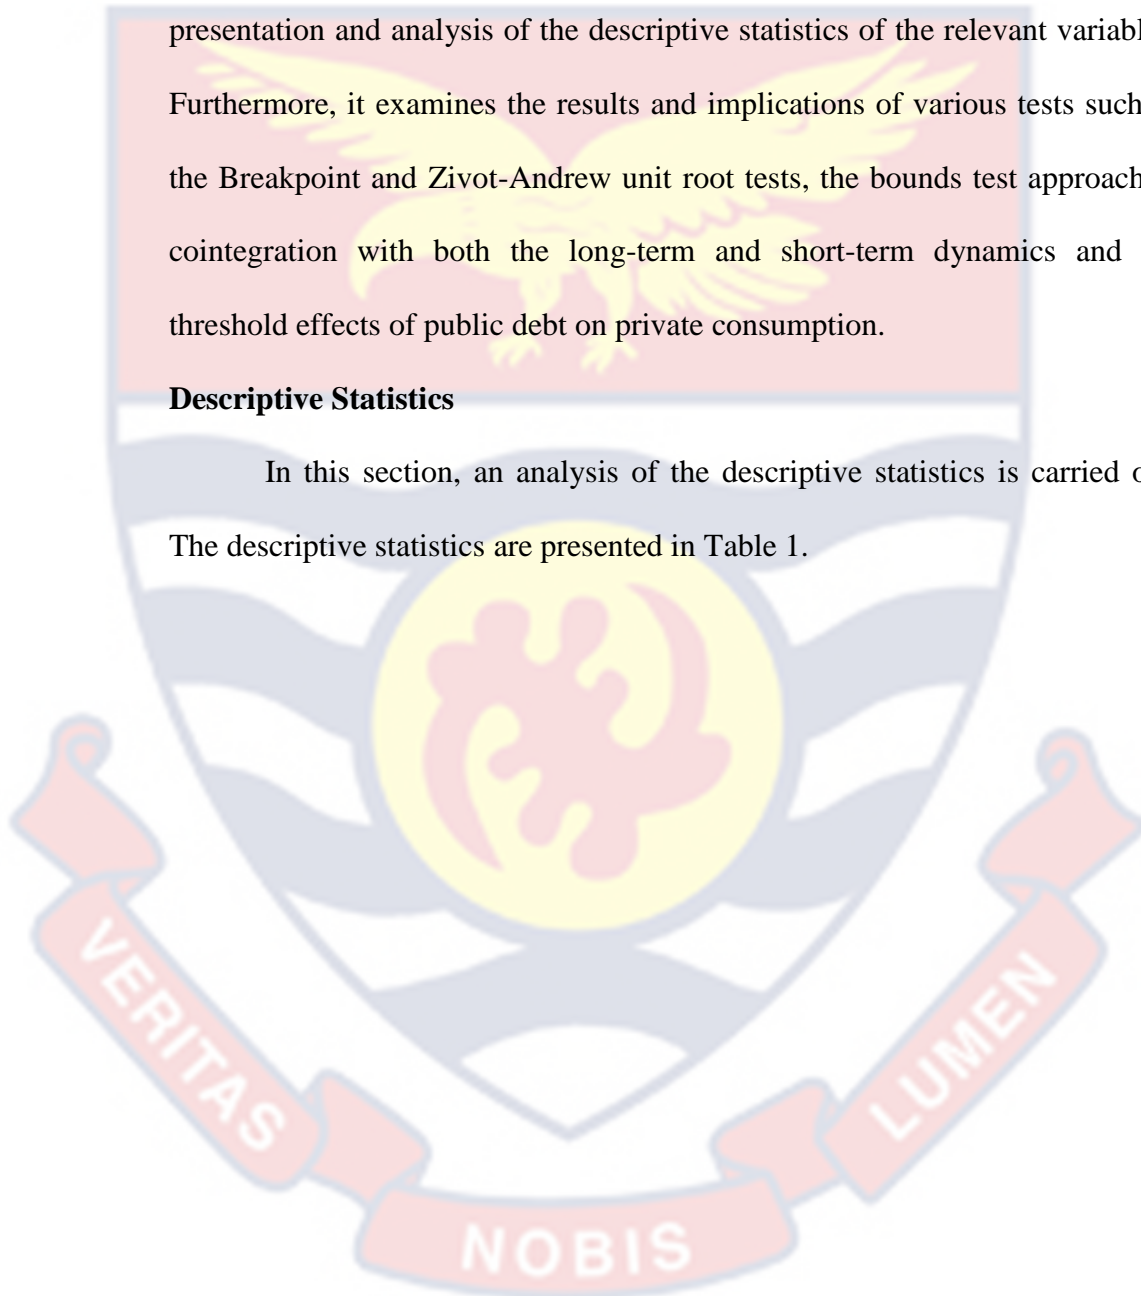 presentation and analysis of the descriptive statistics of the relevant variabl
Furthermore, it examines the results and implications of various tests such
the Breakpoint and Zivot-Andrew unit root tests, the bounds test approach
cointegration with both the long-term and short-term dynamics and
threshold effects of public debt on private consumption.
Descriptive Statistics
In this section, an analysis of the descriptive statistics is carried o
The descriptive statistics are presented in Table 1.
VERITAS
NOBIS
LUMEN